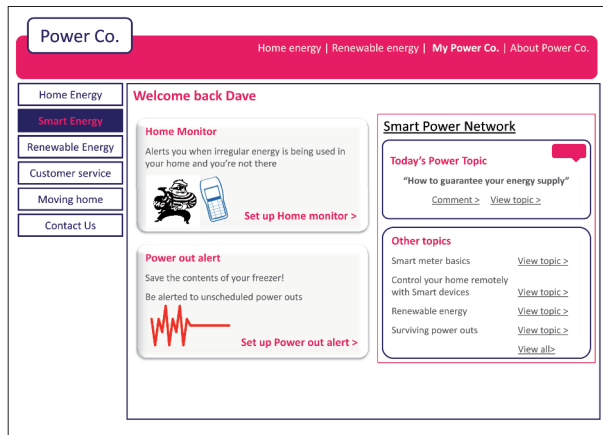 Power Co.
Home energy | Renewable energy | My Power Co. | About Power Co.
Home Energy
Smart Energy
Renewable Energy
Customer service
Moving home
Contact Us
Welcome back Dave
Home Monitor
Alerts you when irregular energy is being used in
your home and you're not there
Set up Home monitor >
Power out alert
Save the contents of your freezer!
Be alerted to unscheduled power outs
Set up Power out alert >
Smart Power Network
Today's Power Topic
"How to guarantee your energy supply"
Comment > View topic >
Other topics
Smart meter basics View topic >
Control your home remotely
with Smart devices View topic >
Renewable energy View topic >
Surviving power outs View topic >
View all>